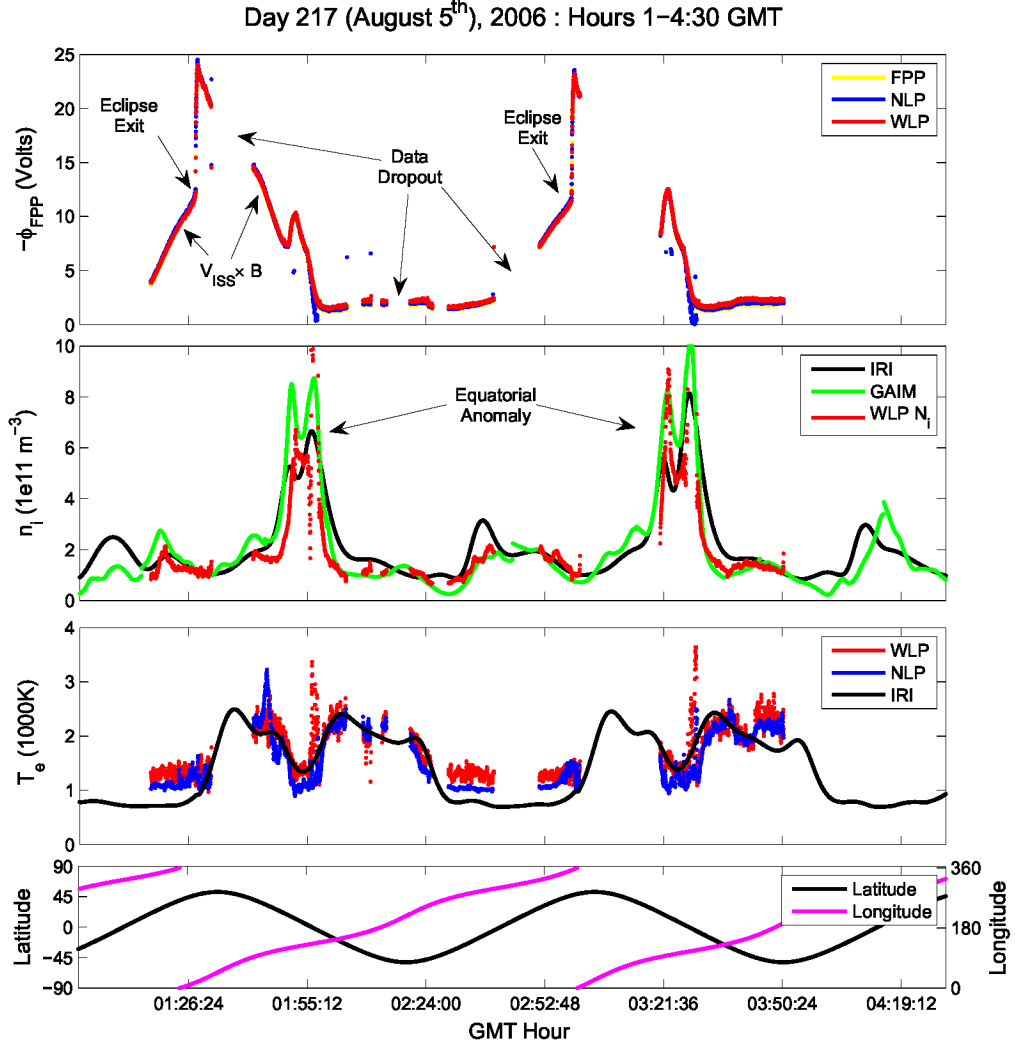 Day 217 (August 5th), 2006 : Hours 1−4:30 GMT
25
20
15
10
5
0
−ϕFPP (Volts)
Eclipse
Exit
VISS× B
Data
Dropout
Eclipse
Exit
FPP
NLP
WLP
10
8
6
4
2
0
ni (1e11 m−3)
Equatorial
Anomaly
IRI
GAIM
WLP Ni
4
3
2
1
0
Te (1000K)
WLP
NLP
IRI
90
45
0
−45
−90
Latitude
Latitude
Longitude
360
180
0
Longitude
01:26:24
01:55:12
02:24:00
02:52:48
03:21:36
03:50:24
04:19:12
GMT Hour